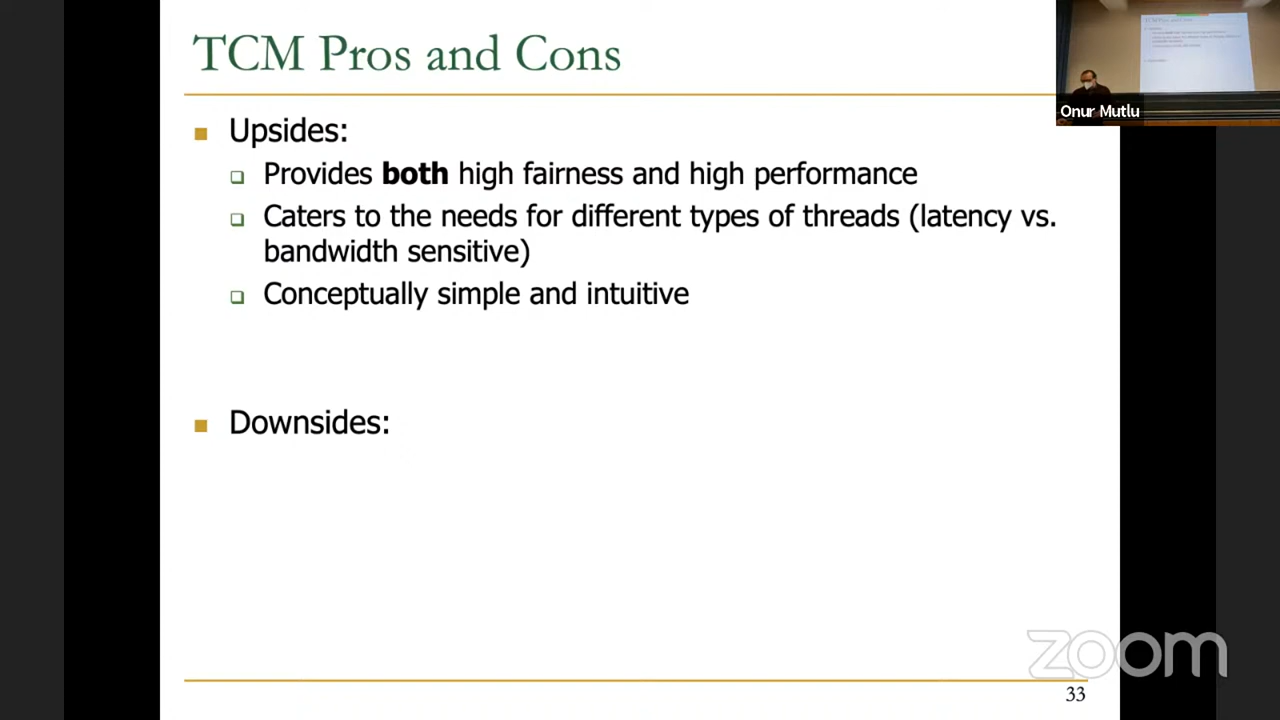 TCM Pros and Cons
Onur Mutlu
Upsides:
Provides both high fairness and high performance
Caters to the needs for different types of threads (latency vs.
bandwidth sensitive)
Conceptually simple and intuitive
Downsides:
zoom
33